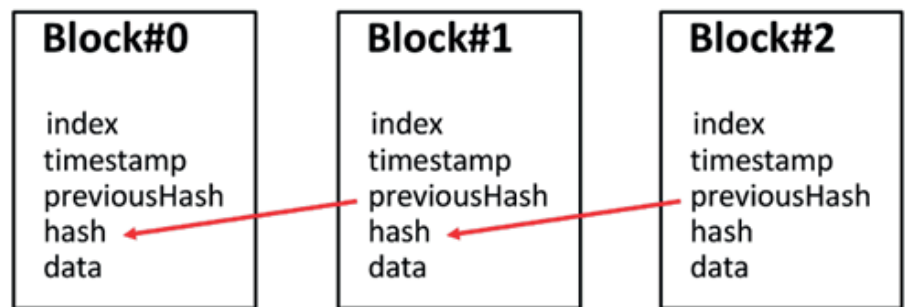 Block#0
index
timestamp
previousHash
hash
data
Block#1
index
timestamp
previousHash
hash
data
Block#2
index
timestamp
previousHash
hash
data